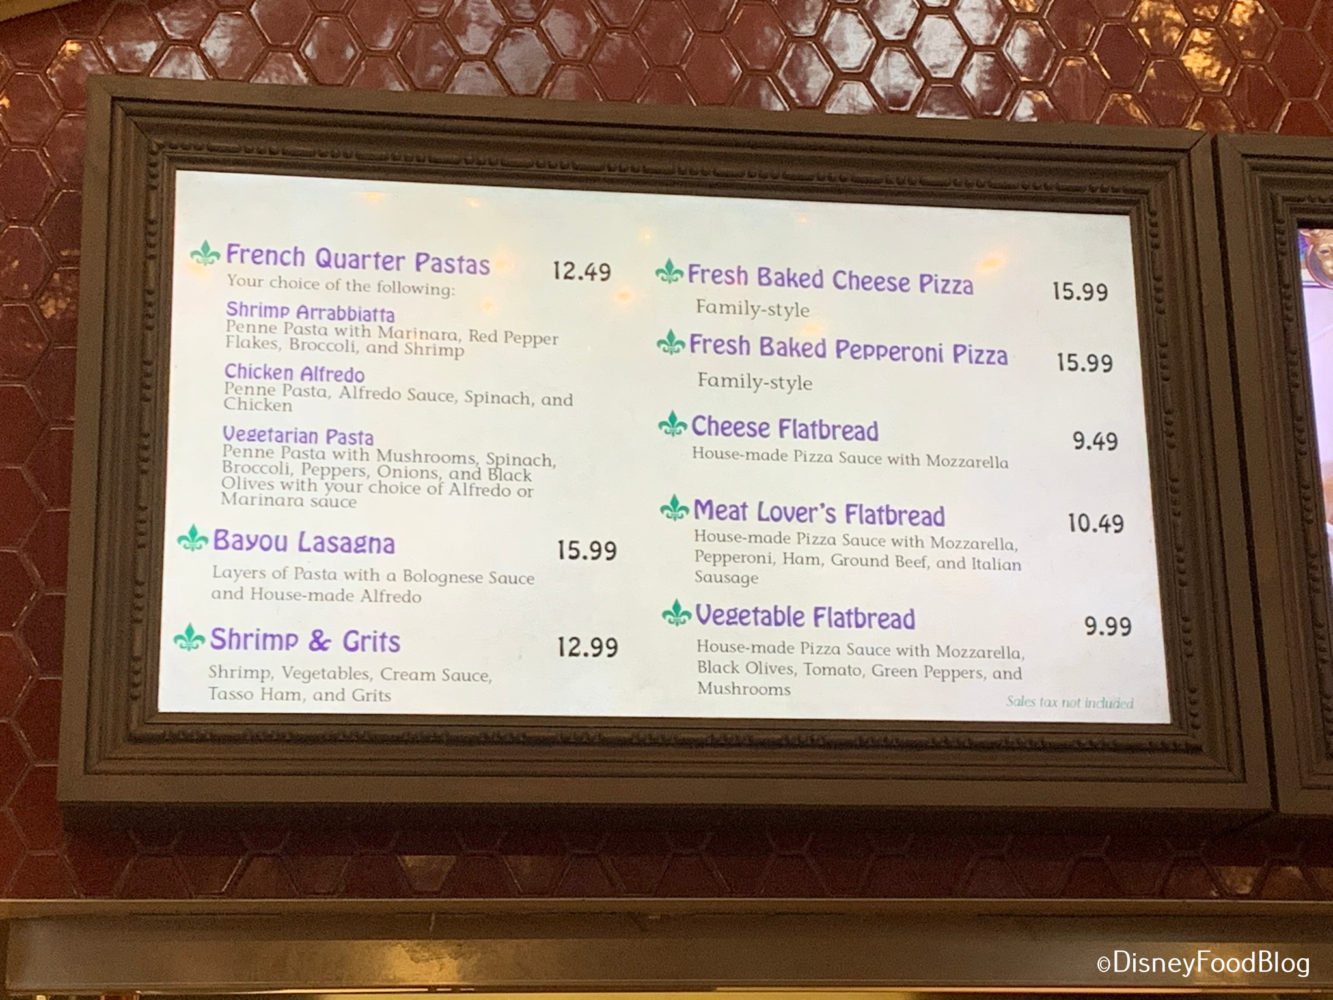 French Quarter Pastas 12.49
Your choice of the following:
Shrimp Arrabbiatta
Penne Pasta with Marinara, Red Pepper
Flakes, Broccoli, and Shrimp
Chicken Alfredo
Penne Pasta, Alfredo Sauce, Spinach, and
Chicken
Vegetarian Pasta
Penne Pasta with Mushrooms, Spinach,
Broccoli, Peppers, Onions, and Black
Olives with your choice of Alfredo or
Marinara sauce
Bayou Lasagna 15.99
Layers of Pasta with a Bolognese Sauce
and House-made Alfredo
Shrimp & Grits 12.99
Shrimp, Vegetables, Cream Sauce,
Tasso Ham, and Grits
Fresh Baked Cheese Pizza 15.99
Family-style
Fresh Baked Pepperoni Pizza 15.99
Family-style
Cheese Flatbread 9.49
House-made Pizza Sauce with Mozzarella
Meat Lover's Flatbread 10.49
House-made Pizza Sauce with Mozzarella,
Pepperoni, Ham, Ground Beef, and Italian
Sausage
Vegetable Flatbread 9.99
House-made Pizza Sauce with Mozzarella,
Black Olives, Tomato, Green Peppers, and
Mushrooms
Sales tax not included
©DisneyFoodBlog